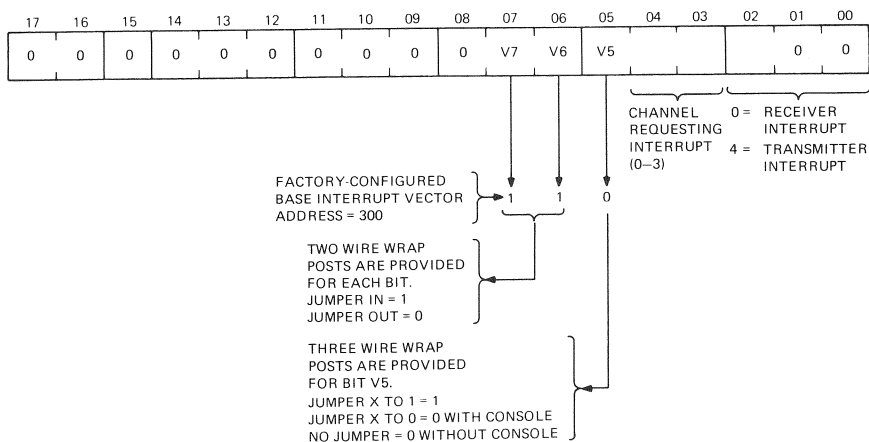 17 16 15 14 13 12 11 10 09 08 07 06 05 04 03 02 01 00
0 0 0 0 0 0 0 0 0 0 V7 V6 V5 0 0
CHANNEL
REQUESTING
INTERRUPT
(0–3)
0 = RECEIVER
INTERRUPT
4 = TRANSMITTER
INTERRUPT
FACTORY-CONFIGURED
BASE INTERRUPT VECTOR
ADDRESS = 300
1 1 0
TWO WIRE WRAP
POSTS ARE PROVIDED
FOR EACH BIT.
JUMPER IN = 1
JUMPER OUT = 0
THREE WIRE WRAP
POSTS ARE PROVIDED
FOR BIT V5.
JUMPER X TO 1 = 1
JUMPER X TO 0 = 0 WITH CONSOLE
NO JUMPER = 0 WITHOUT CONSOLE